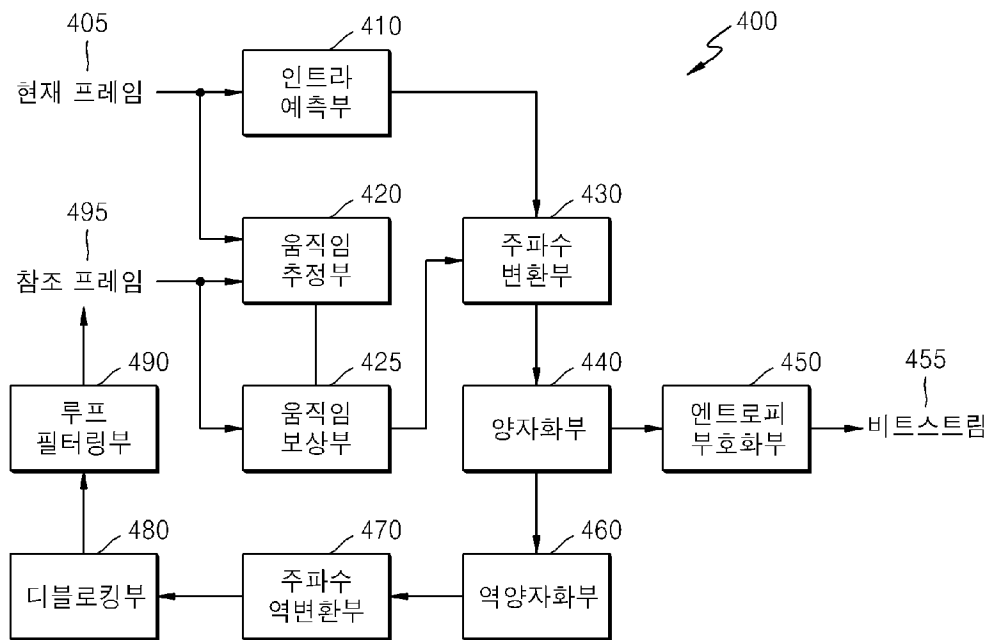 405
현재 프레임
410
인트라
예측부
400
495
참조 프레임
420
움직임
추정부
430
주파수
변환부
490
루프
필터링부
425
움직임
보상부
440
양자화부
450
엔트로피
부호화부
455
비트스트림
480
디블로킹부
470
주파수
역변환부
460
역양자화부